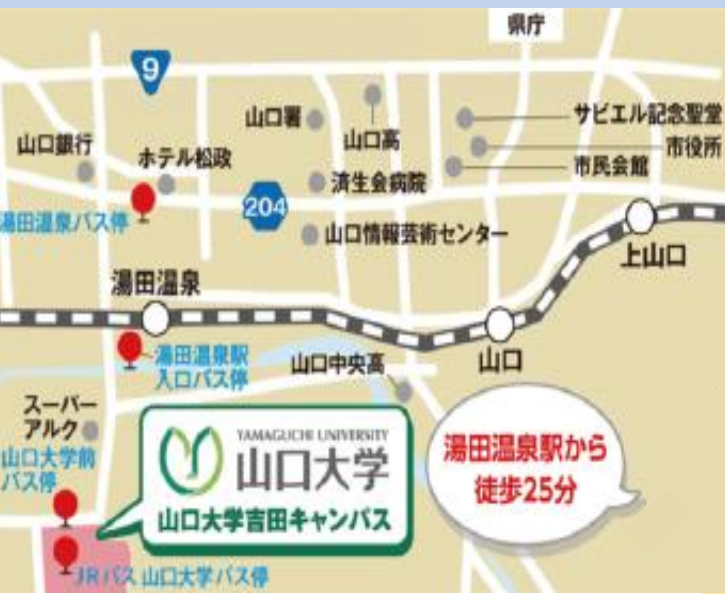 県庁
9
山口署
山口高
サビエル記念聖堂
市役所
市民会館
山口銀行
ホテル松政
済生会病院
204
湯田温泉バス停
山口情報芸術センター
上山口
湯田温泉
山口
湯田温泉駅
入口バス停
山口中央高
スーパー
アルク
山口大学前
バス停
YAMAGUCHI UNIVERSITY
山口大学
山口大学吉田キャンパス
湯田温泉駅から
徒歩25分
JRバス 山口大学バス停